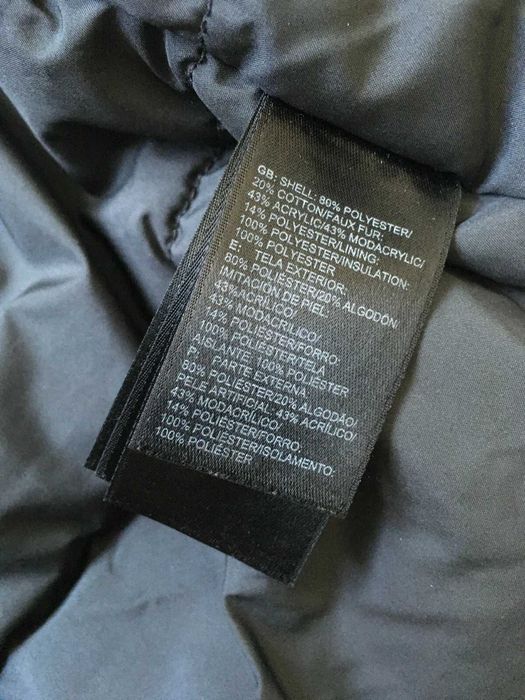 GB: SHELL: 80% POLYESTER/
20% COTTON/FAUX FUR:
43% ACRYLIC/43% MODACRYLIC/
14% POLYESTER/LINING:
100% POLYESTER/INSULATION:
100% POLYESTER
E: TELA EXTERIOR:
80% POLIÉSTER/20% ALGODÓN/
IMITACIÓN DE PIEL:
43% ACRÍLICO/
43% MODACRÍLICO/
14% POLIÉSTER/FORRO:
100% POLIÉSTER/TELA
AISLANTE: 100% POLIÉSTER
P: PARTE EXTERNA:
80% POLIÉSTER/20% ALGODÃO/
PELE ARTIFICIAL: 43% ACRÍLICO/
43% MODACRÍLICO/
14% POLIÉSTER/FORRO:
100% POLIÉSTER/ISOLAMENTO:
100% POLIÉSTER